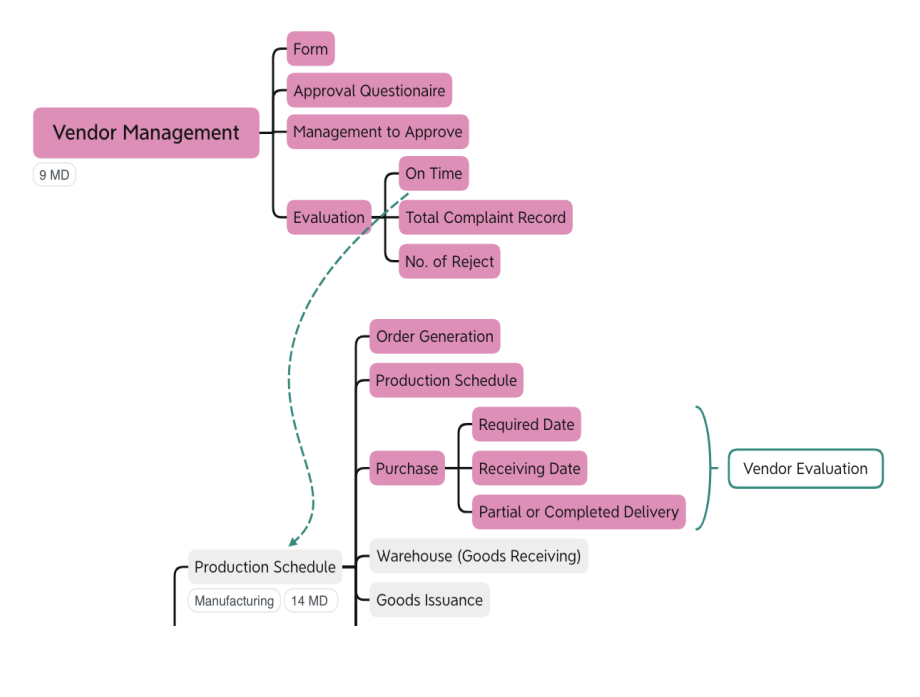 Form
Approval Questionaire
Vendor Management
Management to Approve
9 MD
On Time
Evaluation
Total Complaint Record
No. of Reject
Order Generation
Production Schedule
Required Date
Purchase
Receiving Date
Vendor Evaluation
Partial or Completed Delivery
Warehouse (Goods Receiving)
Production Schedule
Manufacturing
14 MD
Goods Issuance